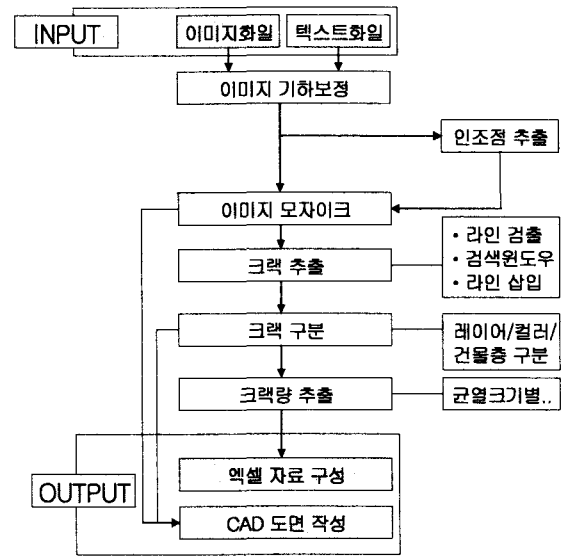 INPUT
이미지화일
텍스트화일
이미지 기하보정
인조점 추출
이미지 모자이크
크랙 추출
• 라인 검출
• 검색윈도우
• 라인 삽입
크랙 구분
레이어/컬러/
건물층 구분
크랙량 추출
균열크기별..
OUTPUT
엑셀 자료 구성
CAD 도면 작성